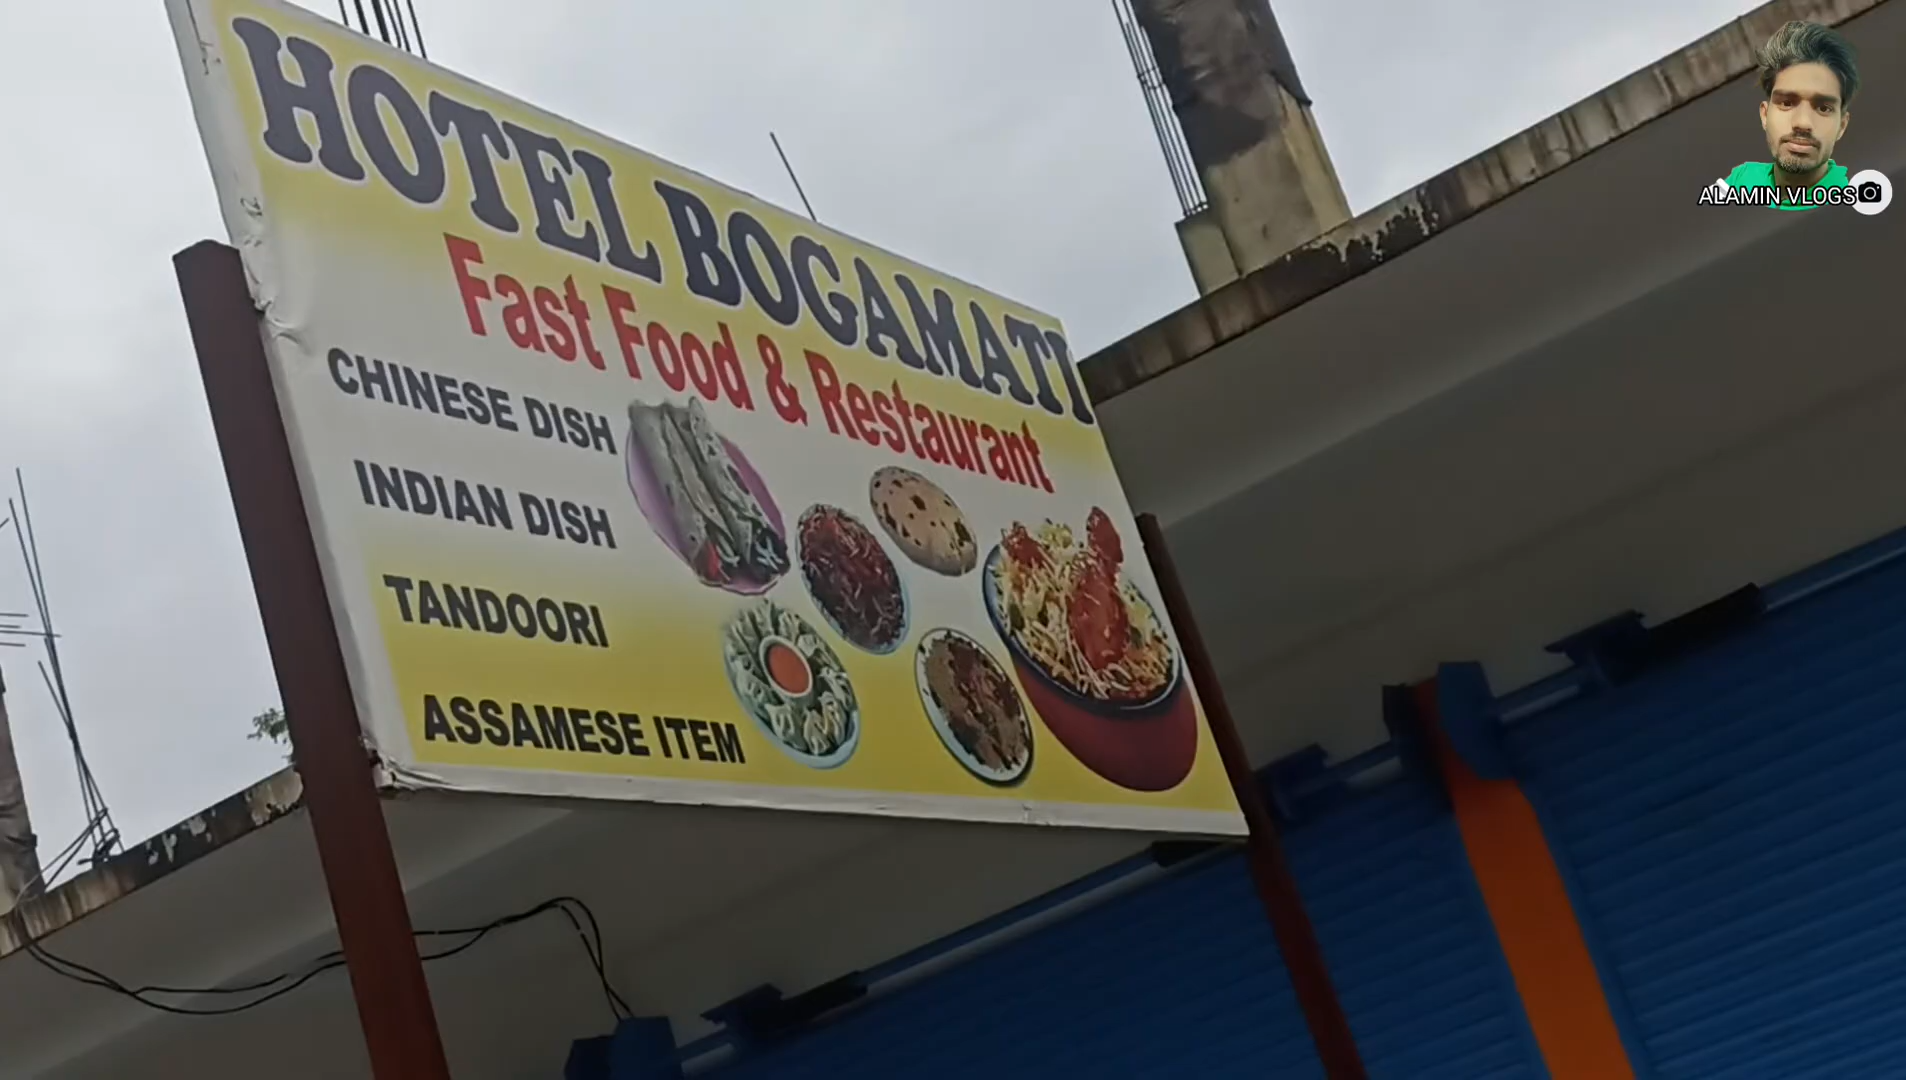 HOTEL BOGAMATI
Fast Food & Restaurant
CHINESE DISH
INDIAN DISH
TANDOORI
ASSAMESE ITEM
ALAMIN VLOGS